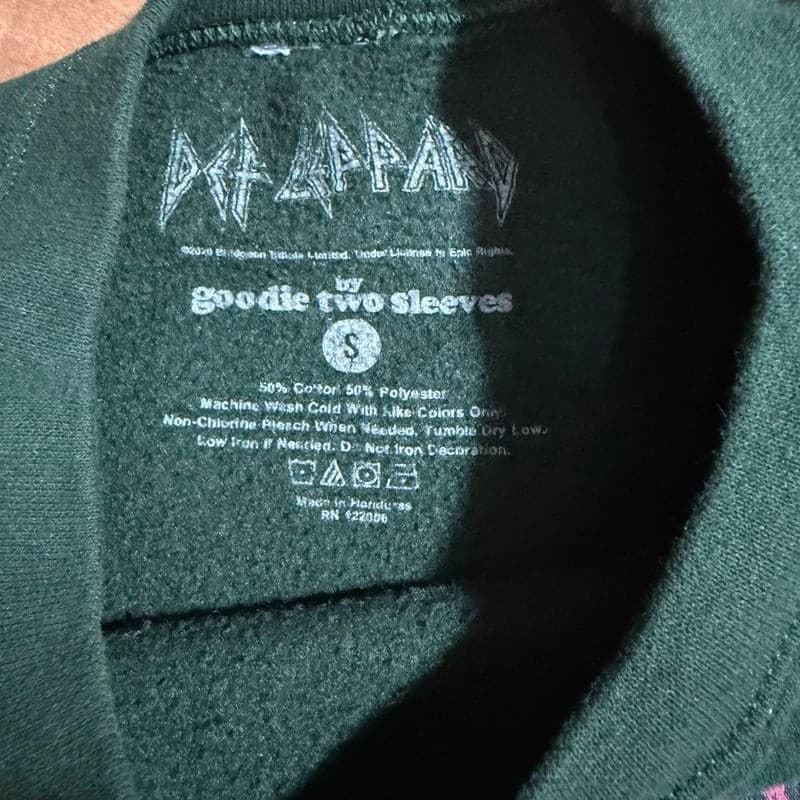 DEF LEPPARD
©2020 Bludgeon Riffola Limited. Under License to Epic Rights.
by
goodie two sleeves
S
50% Cotton 50% Polyester
Machine Wash Cold With Like Colors Only.
Non-Chlorine Bleach When Needed. Tumble Dry Low.
Low Iron If Needed. Do Not Iron Decoration.
Made in Honduras
RN 122086